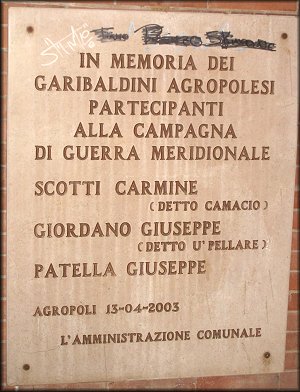 IN MEMORIA DEI
GARIBALDINI AGROPOLESI
PARTECIPANTI
ALLA CAMPAGNA
DI GUERRA MERIDIONALE
SCOTTI CARMINE
(DETTO CAMACIO)
GIORDANO GIUSEPPE
(DETTO U' PELLARE)
PATELLA GIUSEPPE
AGROPOLI 13-04-2003
L'AMMINISTRAZIONE COMUNALE